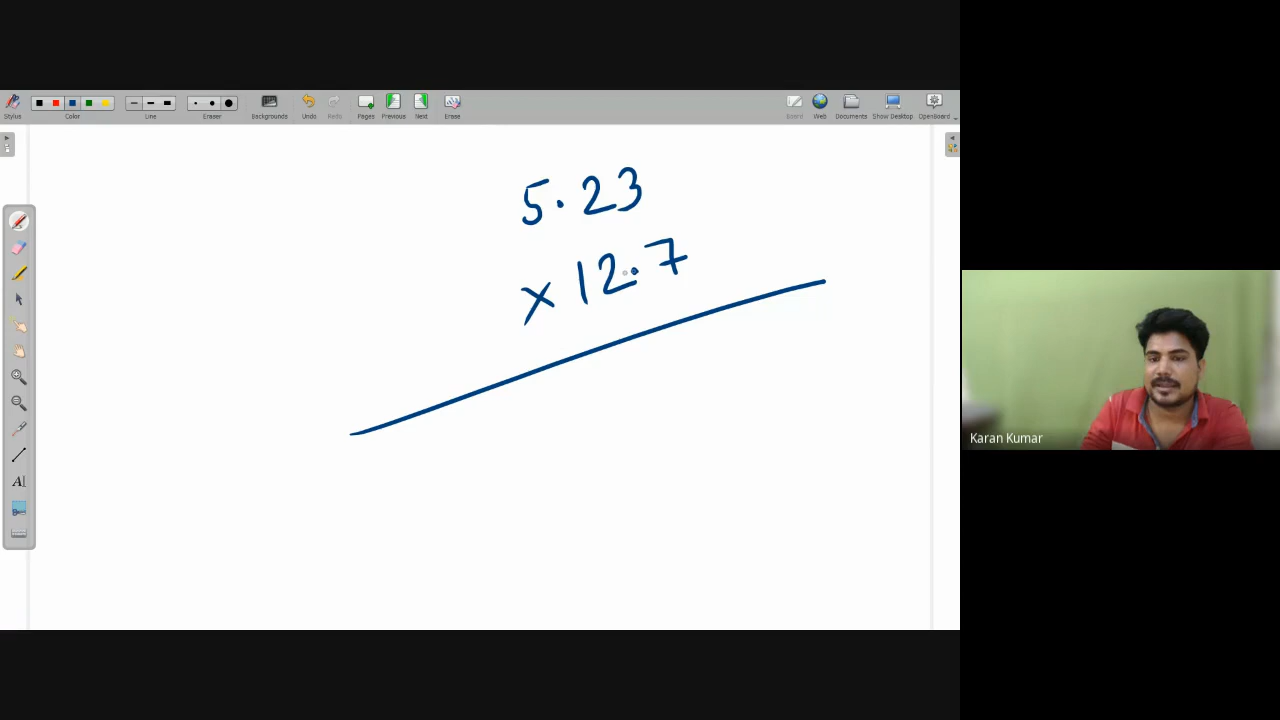 Stylus Color Line Eraser Backgrounds Undo Redo Pages Previous Next Erase Board Web Documents Show Desktop OpenBoard
5.23
x 12.7
Karan Kumar